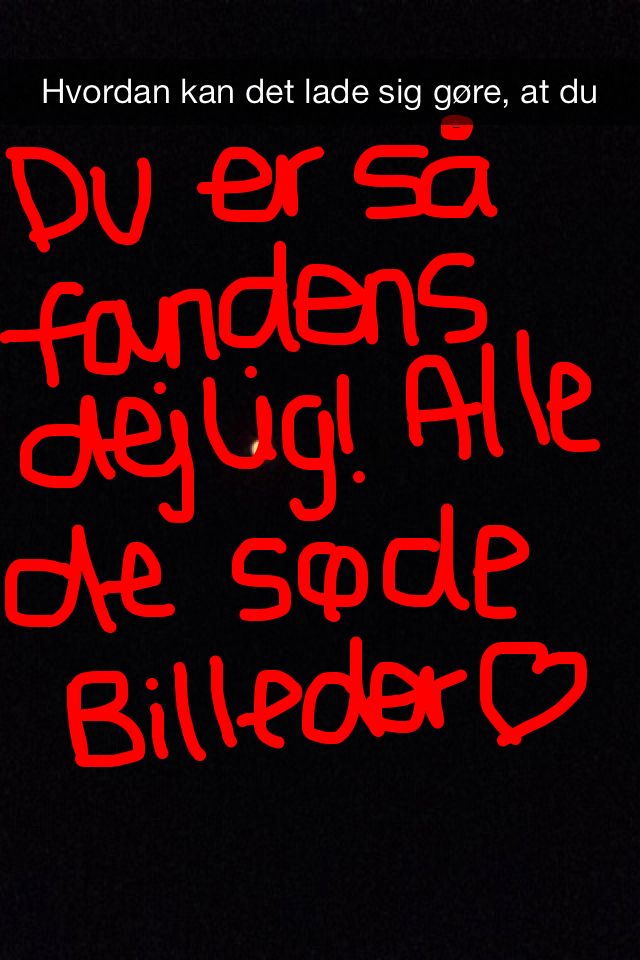 Hvordan kan det lade sig gøre, at du
Du er så
fandens
dejlig! Alle
de søde
Billeder♡